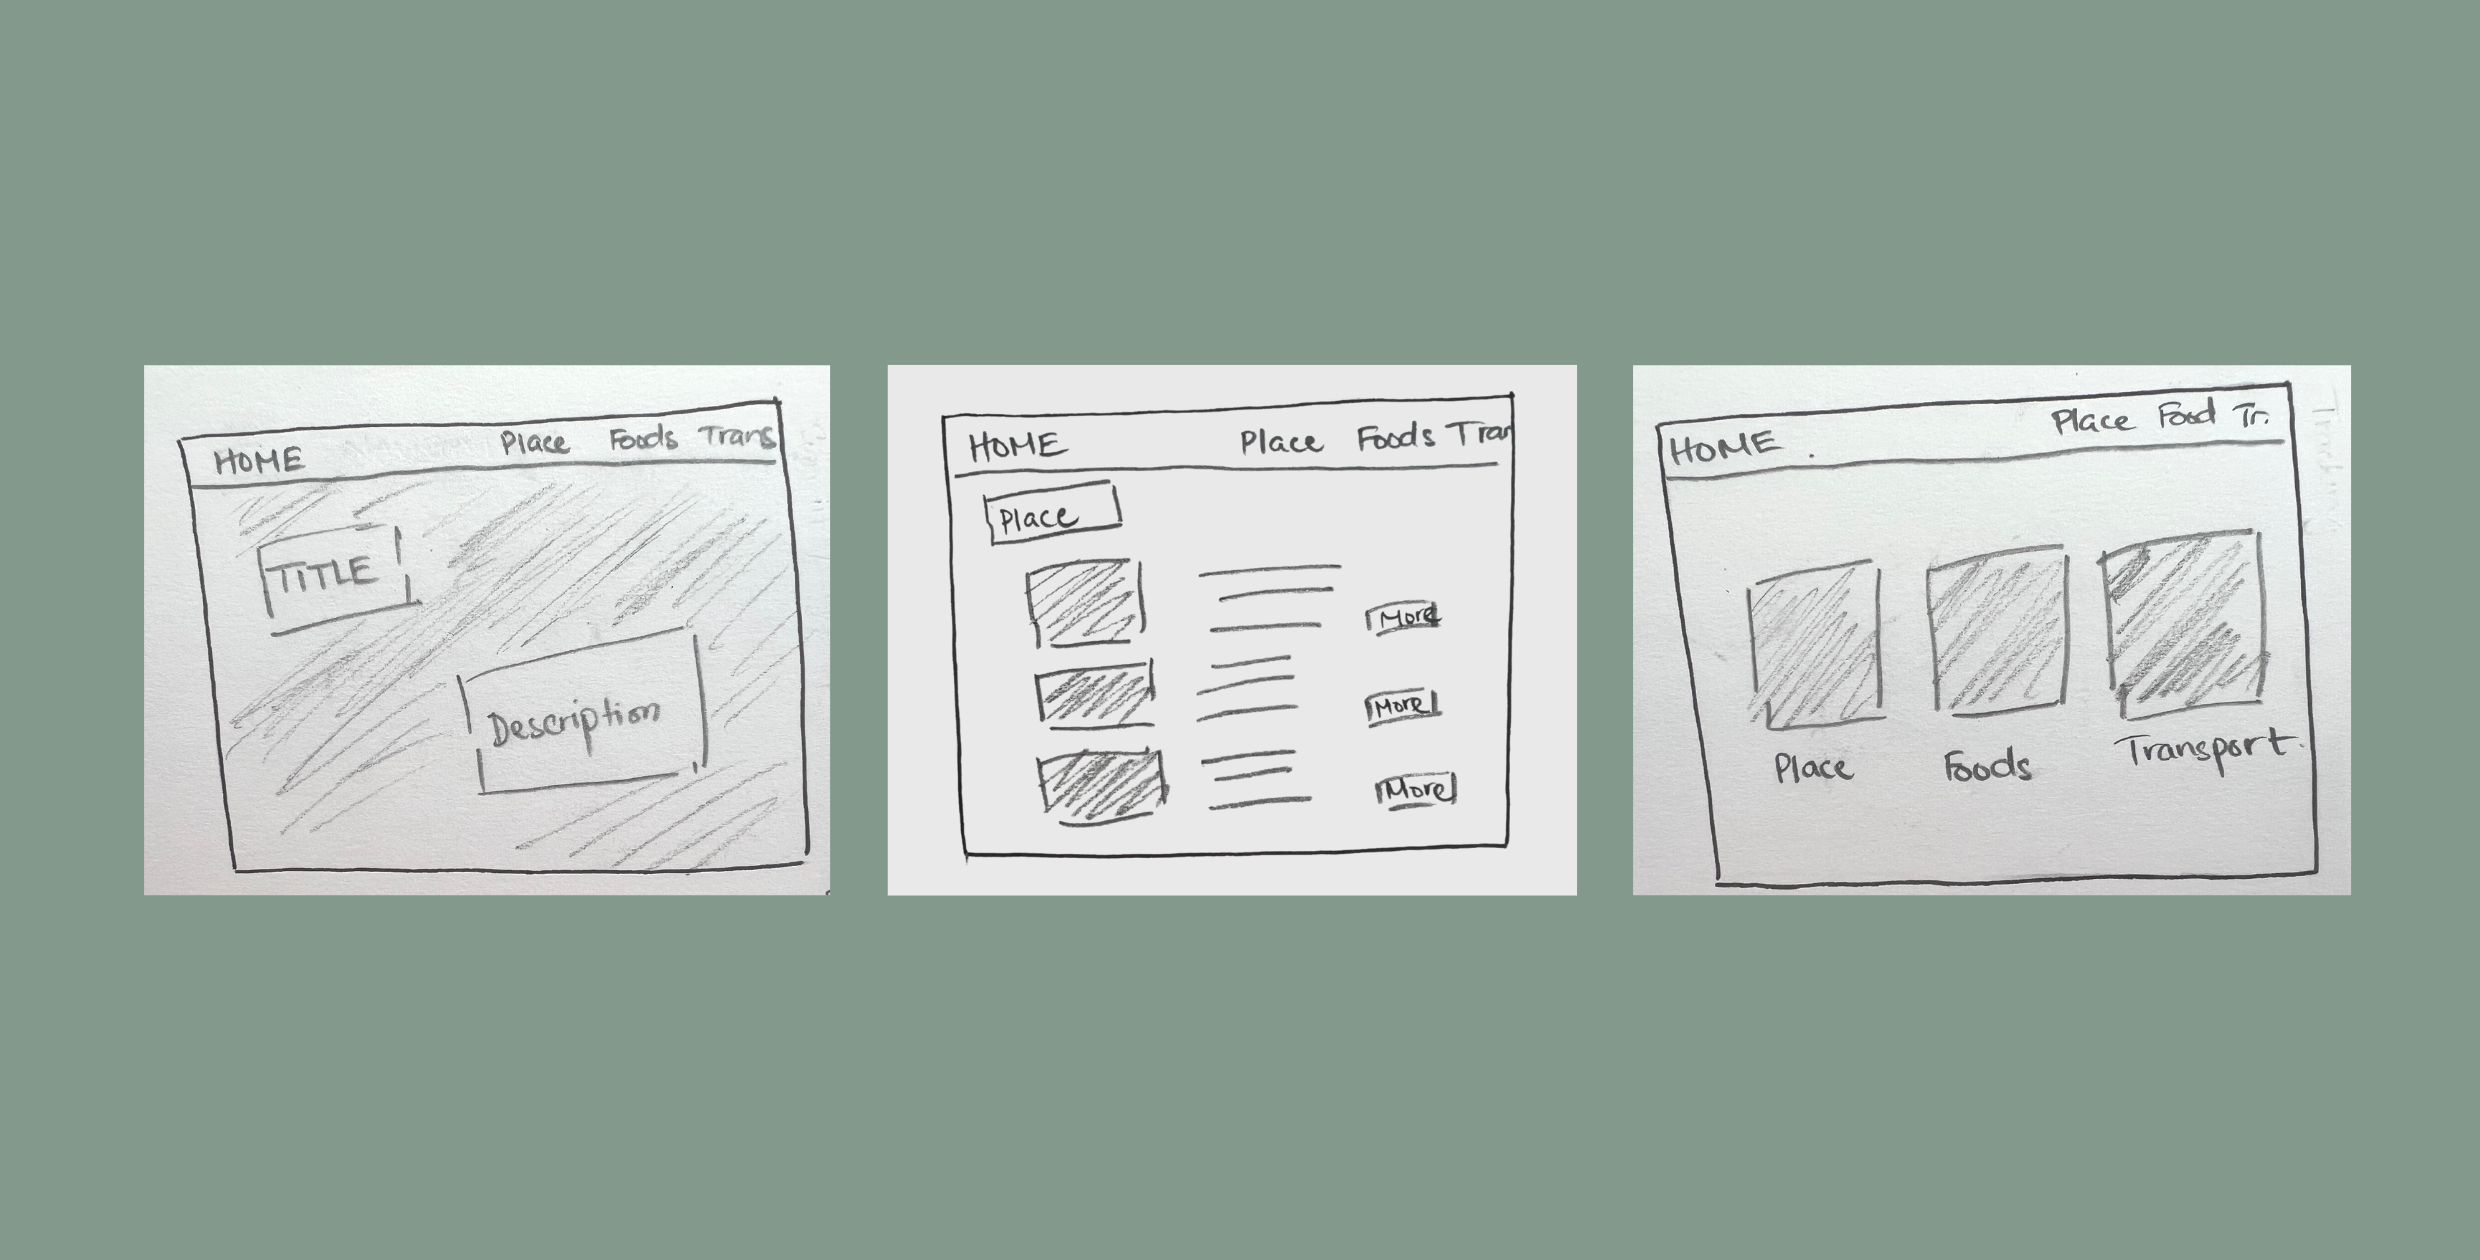 HOME Place Foods Trans
TITLE
Description
HOME Place Foods Tran
Place
More
More
More
HOME Place Food Tr.
Place Foods Transport.